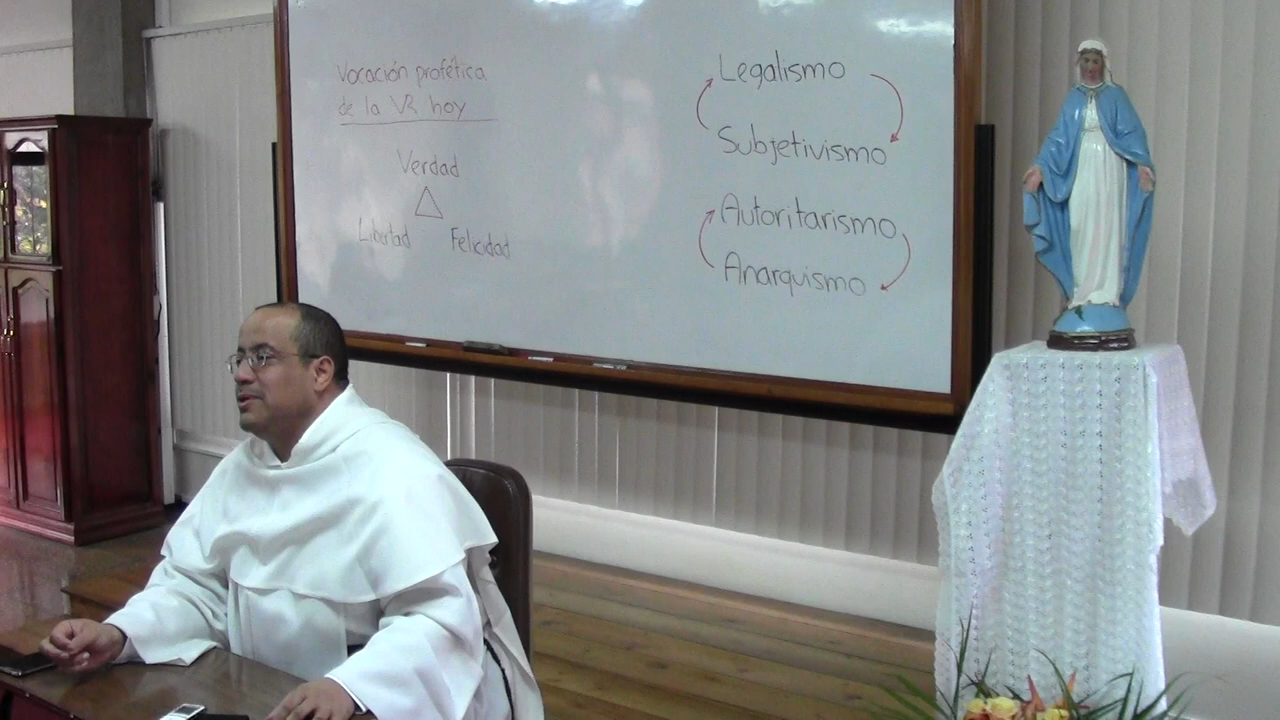 Vocación profética
de la VR hoy
Verdad
Libertad Felicidad
Legalismo
Subjetivismo
Autoritarismo
Anarquismo